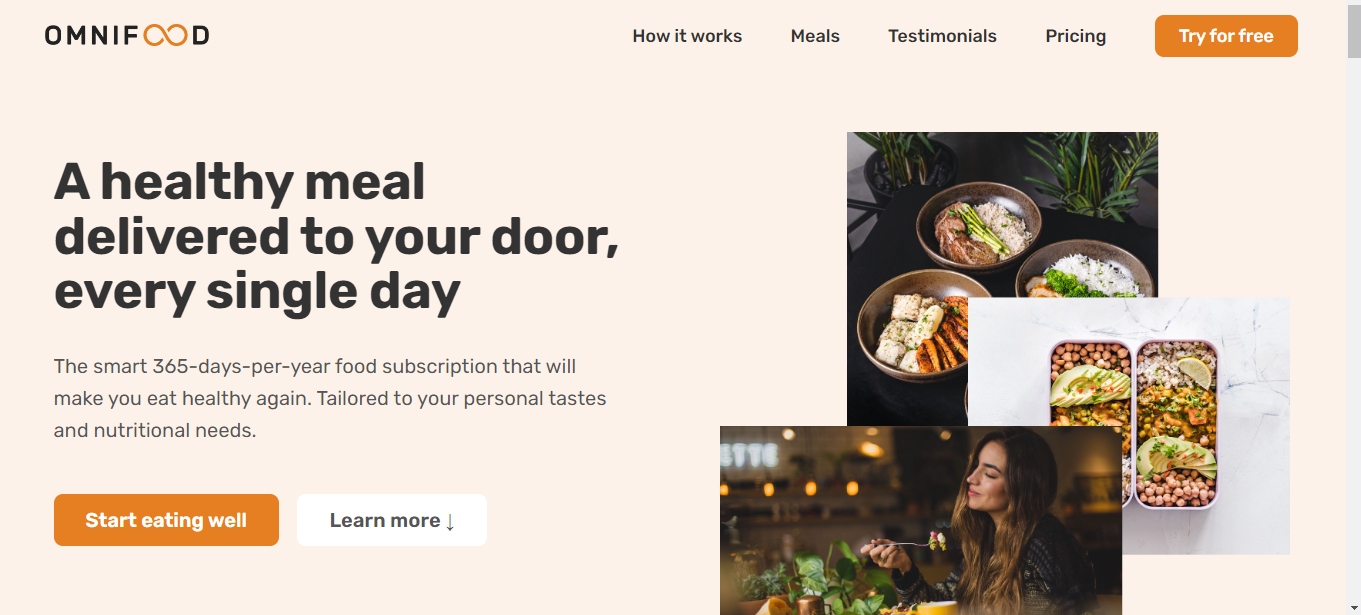 OMNIFOOD
How it works
Meals
Testimonials
Pricing
Try for free
A healthy meal
delivered to your door,
every single day
The smart 365-days-per-year food subscription that will
make you eat healthy again. Tailored to your personal tastes
and nutritional needs.
Start eating well
Learn more ↓